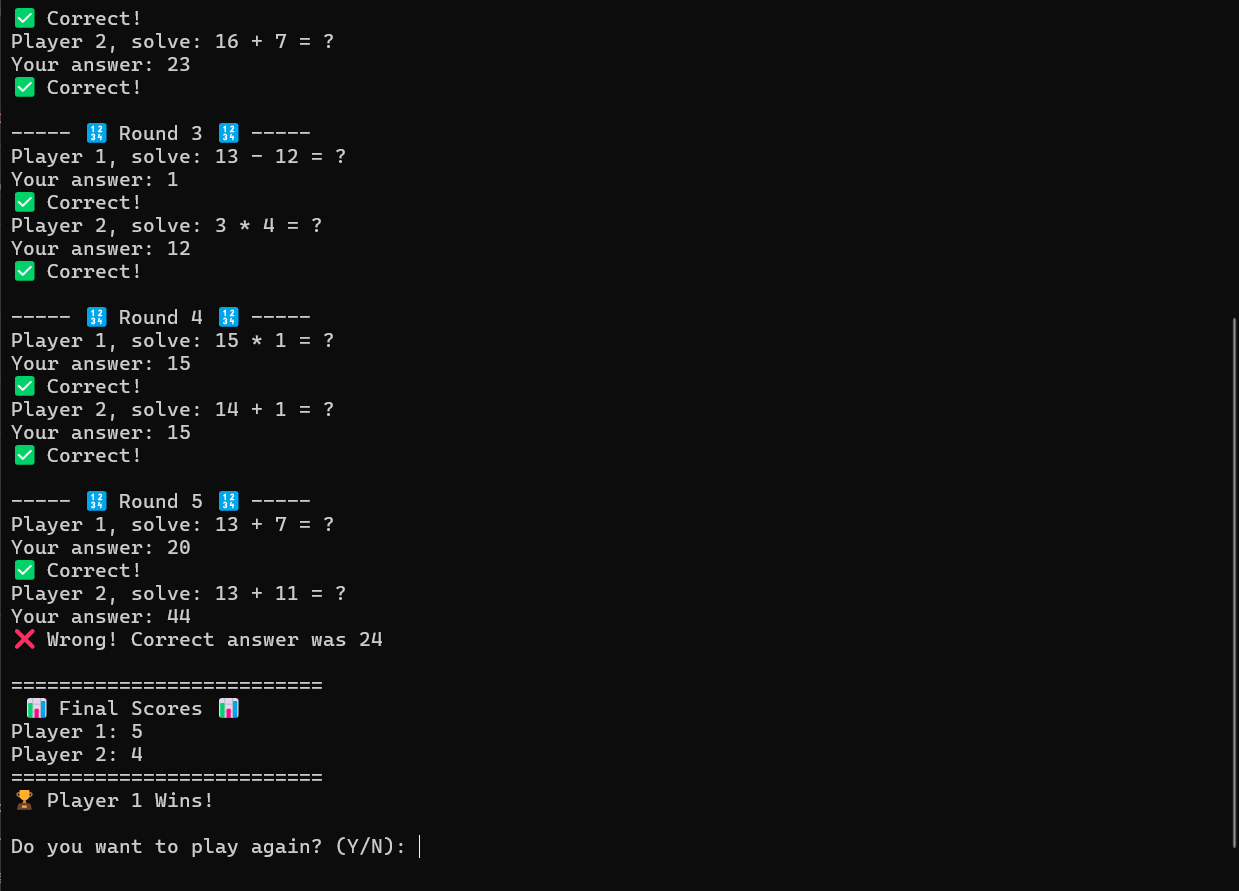 ✅ Correct!
Player 2, solve: 16 + 7 = ?
Your answer: 23
✅ Correct!

----- 🔢 Round 3 🔢 -----
Player 1, solve: 13 - 12 = ?
Your answer: 1
✅ Correct!
Player 2, solve: 3 * 4 = ?
Your answer: 12
✅ Correct!

----- 🔢 Round 4 🔢 -----
Player 1, solve: 15 * 1 = ?
Your answer: 15
✅ Correct!
Player 2, solve: 14 + 1 = ?
Your answer: 15
✅ Correct!

----- 🔢 Round 5 🔢 -----
Player 1, solve: 13 + 7 = ?
Your answer: 20
✅ Correct!
Player 2, solve: 13 + 11 = ?
Your answer: 44
❌ Wrong! Correct answer was 24

==========================
📊 Final Scores 📊
Player 1: 5
Player 2: 4
==========================
🏆 Player 1 Wins!

Do you want to play again? (Y/N):